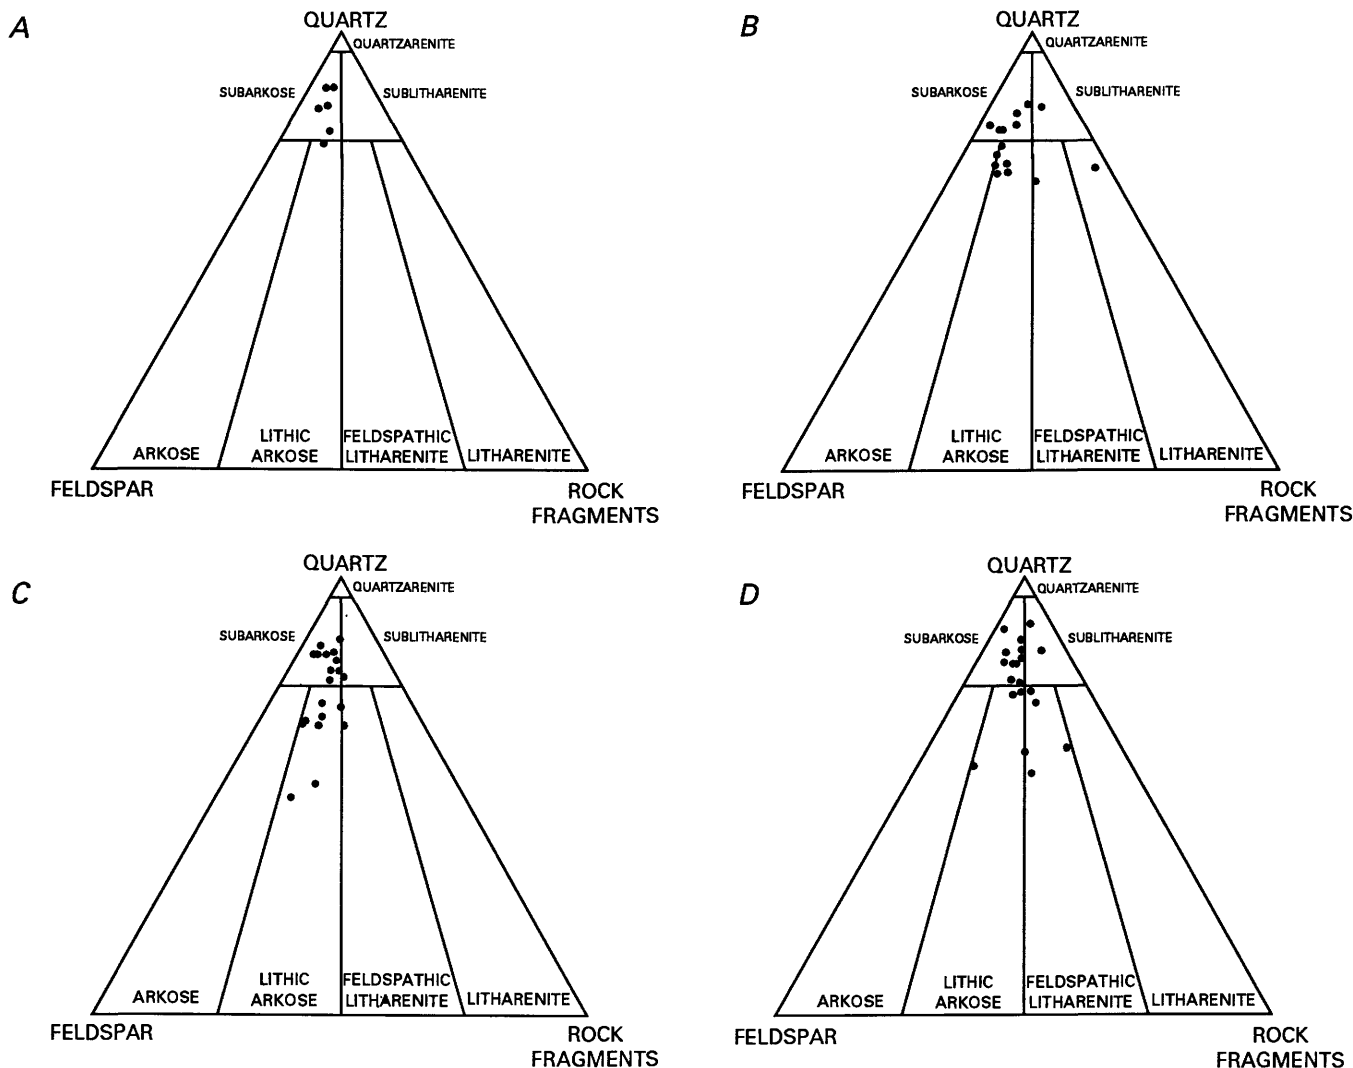 A
QUARTZ
QUARTZARENITE
SUBARKOSE
SUBLITHARENITE
ARKOSE
LITHIC
ARKOSE
FELDSPATHIC
LITHARENITE
LITHARENITE
FELDSPAR
ROCK
FRAGMENTS
B
QUARTZ
QUARTZARENITE
SUBARKOSE
SUBLITHARENITE
ARKOSE
LITHIC
ARKOSE
FELDSPATHIC
LITHARENITE
LITHARENITE
FELDSPAR
ROCK
FRAGMENTS
C
QUARTZ
QUARTZARENITE
SUBARKOSE
SUBLITHARENITE
ARKOSE
LITHIC
ARKOSE
FELDSPATHIC
LITHARENITE
LITHARENITE
FELDSPAR
ROCK
FRAGMENTS
D
QUARTZ
QUARTZARENITE
SUBARKOSE
SUBLITHARENITE
ARKOSE
LITHIC
ARKOSE
FELDSPATHIC
LITHARENITE
LITHARENITE
FELDSPAR
ROCK
FRAGMENTS